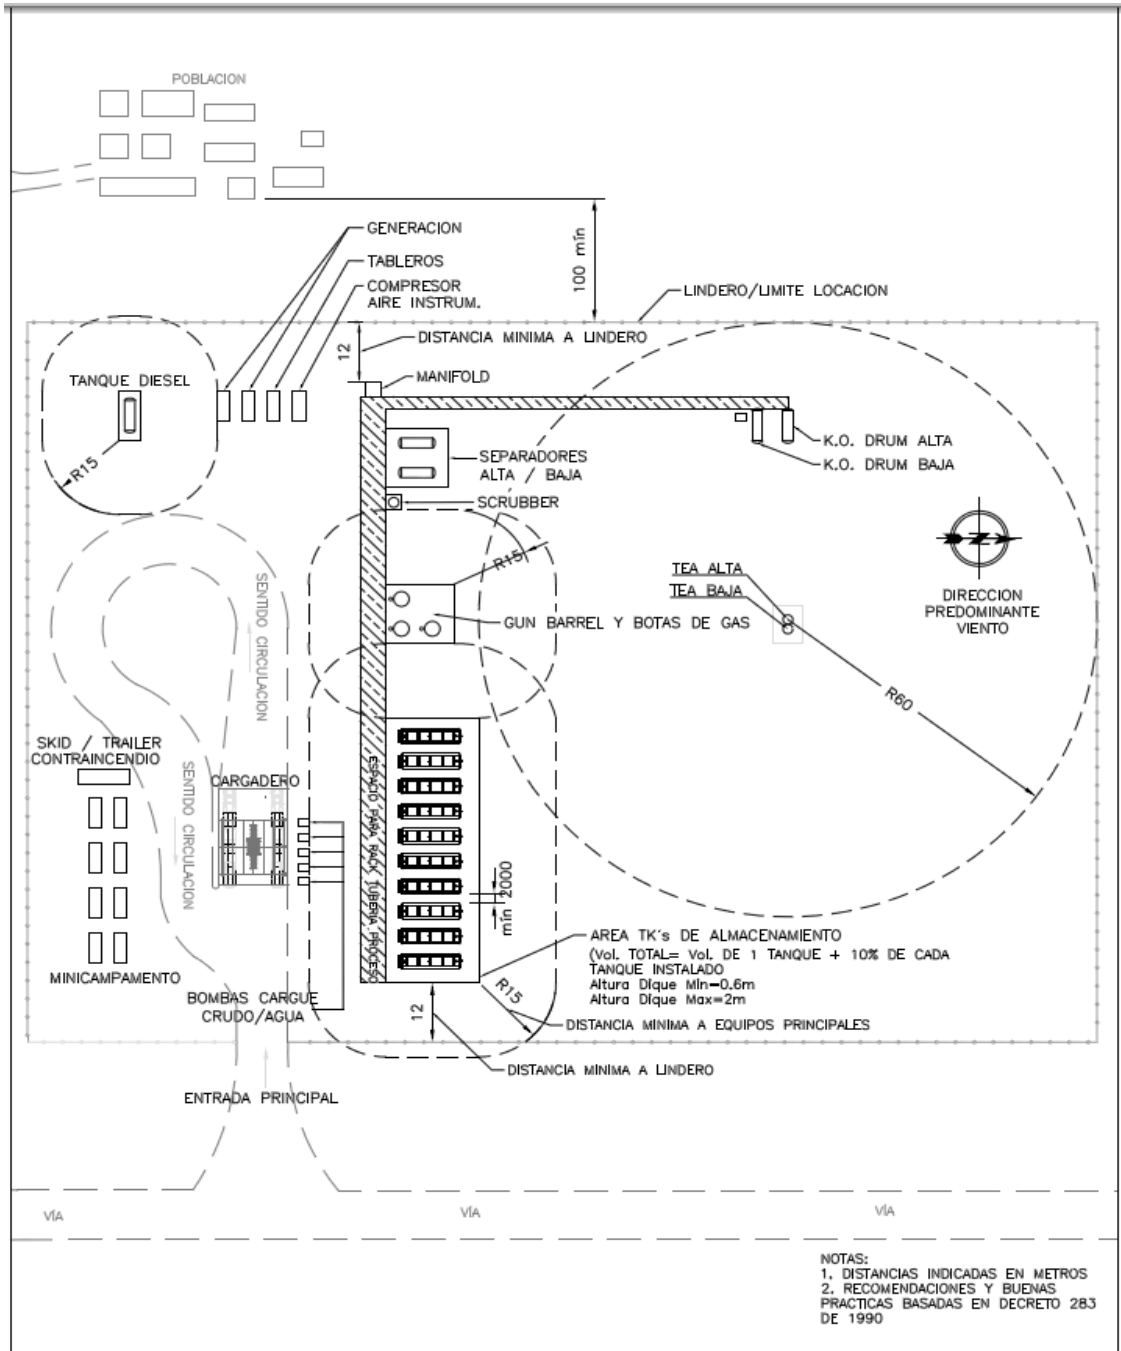 POBLACION
GENERACION
TABLEROS
COMPRESOR
AIRE INSTRUM.
100 mín
LINDERO/LIMITE LOCACION
12
DISTANCIA MINIMA A LINDERO
TANQUE DIESEL
MANIFOLD
R15
SEPARADORES
ALTA / BAJA
K.O. DRUM ALTA
K.O. DRUM BAJA
SCRUBBER
R15
TEA ALTA
TEA BAJA
Z
DIRECCION
PREDOMINANTE
VIENTO
GUN BARREL Y BOTAS DE GAS
SENTIDO CIRCULACION
R60
SKID / TRAILER
CONTRAINCENDIO
CARGADERO
SENTIDO CIRCULACION
ESPACIO PARA RACK TUBERIA PROCESO
mín 2000
AREA TK's DE ALMACENAMIENTO
(Vol. TOTAL= Vol. DE 1 TANQUE + 10% DE CADA
TANQUE INSTALADO
Altura Dique Min=0.6m
Altura Dique Max=2m
MINICAMPAMENTO
BOMBAS CARGUE
CRUDO/AGUA
12
R15
DISTANCIA MINIMA A EQUIPOS PRINCIPALES
DISTANCIA MINIMA A LINDERO
ENTRADA PRINCIPAL
VÍA
VÍA
VÍA
NOTAS:
1. DISTANCIAS INDICADAS EN METROS
2. RECOMENDACIONES Y BUENAS
PRACTICAS BASADAS EN DECRETO 283
DE 1990